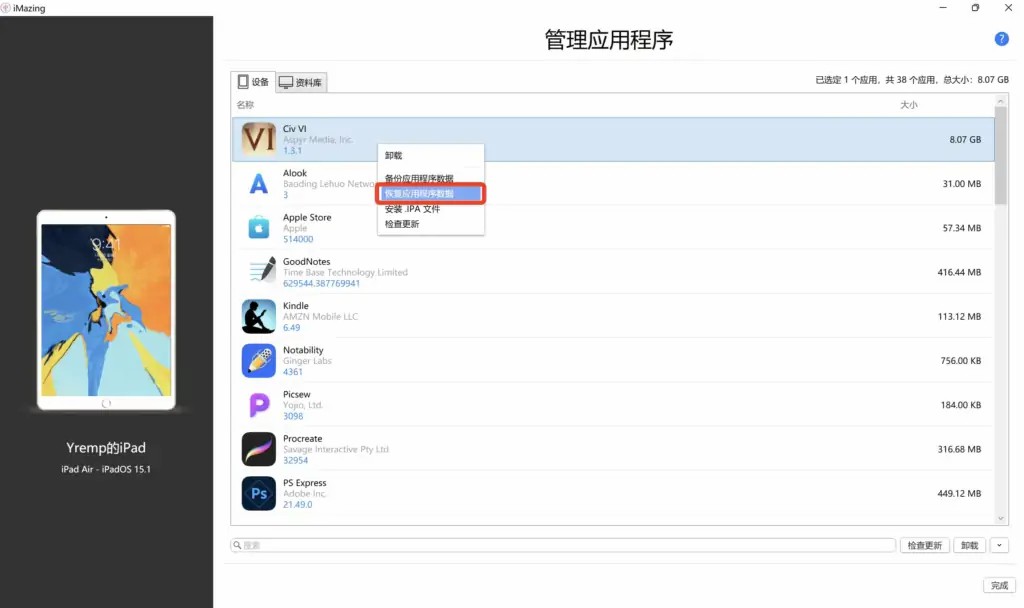 iMazing
管理应用程序
?
设备
资料库
已选定 1 个应用，共 38 个应用，总大小：8.07 GB
名称
大小
Civ VI
Aspyr Media, Inc.
1.3.1
8.07 GB
卸载
备份应用程序数据
恢复应用程序数据
安装 .IPA 文件
检查更新
Alook
Baoding Lehuo Netwo
3
31.00 MB
Apple Store
Apple
514000
57.34 MB
GoodNotes
Time Base Technology Limited
629544.387769941
416.44 MB
Kindle
AMZN Mobile LLC
6.49
113.12 MB
Notability
Ginger Labs
4361
756.00 KB
Picsew
Yojio, Ltd.
3098
184.00 KB
Procreate
Savage Interactive Pty Ltd
32954
316.68 MB
Ps
PS Express
Adobe Inc.
21.49.0
449.12 MB
9:41
Yremp的iPad
iPad Air - iPadOS 15.1
搜索
检查更新
卸载
完成